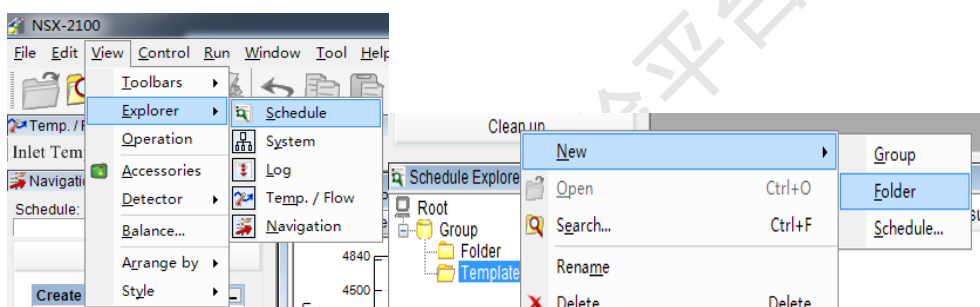 NSX-2100
File Edit View Control Run Window Tool Help
Toolbars
Explorer
Schedule
Temp. / F
Operation
System
Inlet Tem
Accessories
Log
Navigati
Detector
Temp. / Flow
Schedule:
Balance...
Navigation
Arrange by
4840
Style
4500
Create
Clean up
New
Group
Schedule Explore
Open Ctrl+O
Folder
Root
Search... Ctrl+F
Schedule...
Group
Folder
Rename
Template
Delete Delete
平台